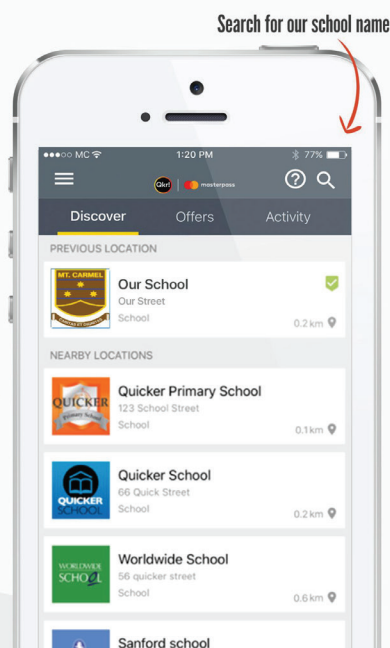 Search for our school name
●●●○○ MC 1:20 PM 77%
Qkr! masterpass
Discover Offers Activity
PREVIOUS LOCATION
MT. CARMEL
Our School
Our Street
School
0.2 km
NEARBY LOCATIONS
QUICKER
Primary School
Quicker Primary School
123 School Street
School
0.1 km
QUICKER
SCHOOL
Quicker School
66 Quick Street
School
0.2 km
WORLDWIDE
SCHOOL
Worldwide School
56 quicker street
School
0.6 km
Sanford school